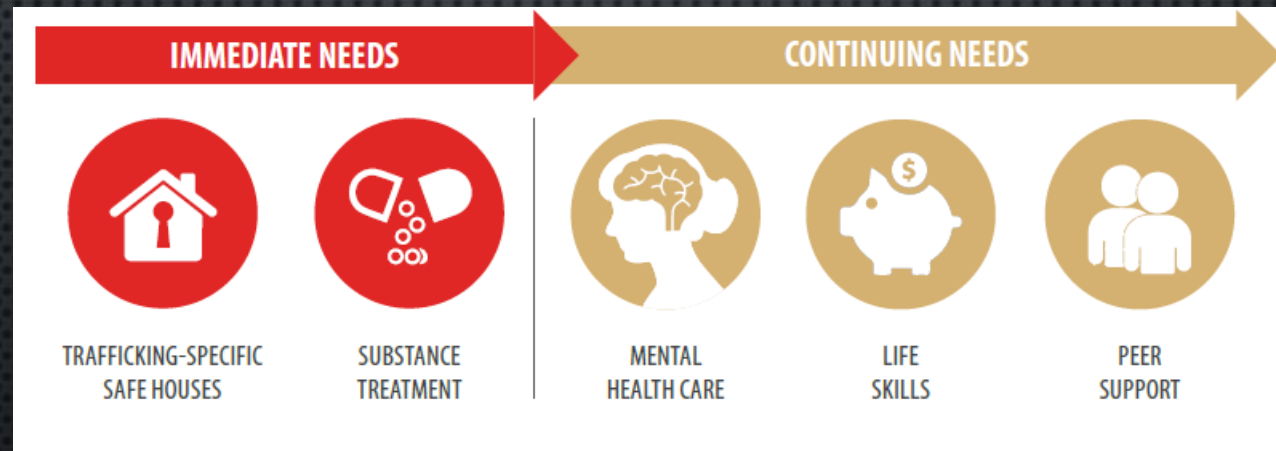 IMMEDIATE NEEDS
CONTINUING NEEDS
$
TRAFFICKING-SPECIFIC
SAFE HOUSES
SUBSTANCE
TREATMENT
MENTAL
HEALTH CARE
LIFE
SKILLS
PEER
SUPPORT